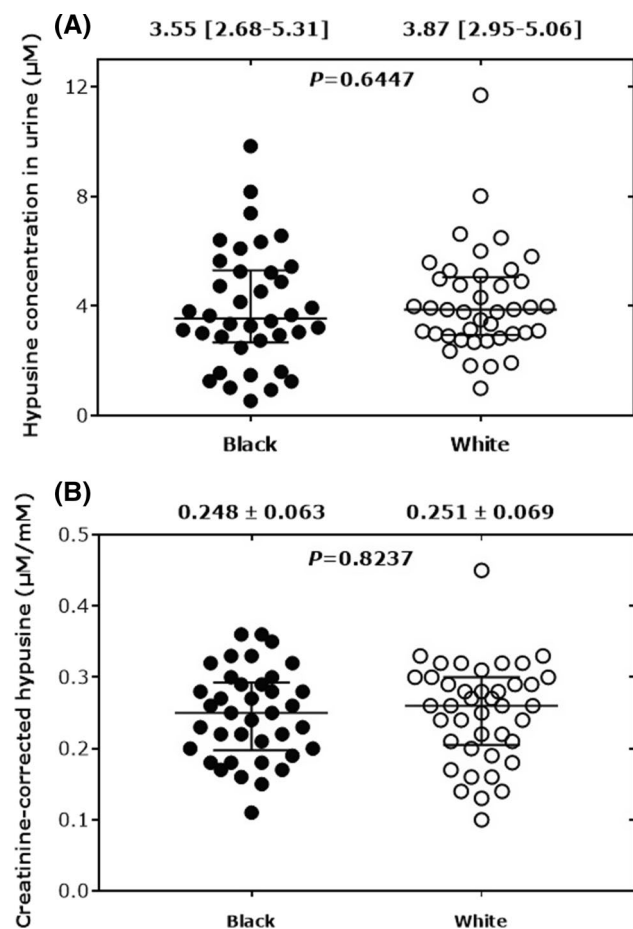 (A)
3.55 [2.68-5.31] 3.87 [2.95-5.06]
P=0.6447
Hypusine concentration in urine (µM)
12
8
4
0
Black White
(B)
0.248 ± 0.063 0.251 ± 0.069
P=0.8237
Creatinine-corrected hypusine (µM/mM)
0.5
0.4
0.3
0.2
0.1
0.0
Black White